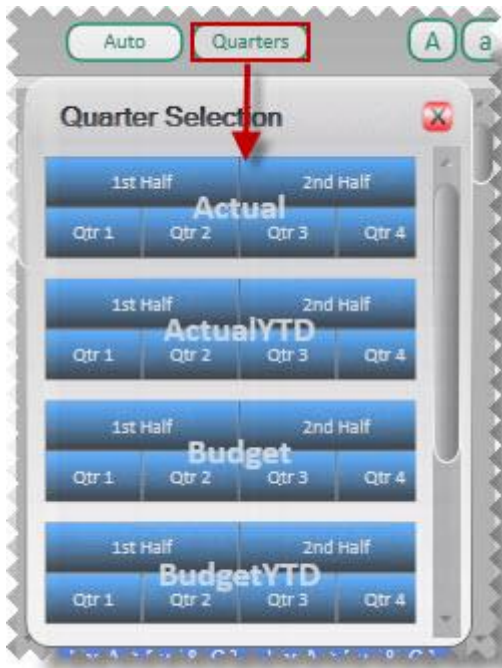 Auto Quarters A a
Quarter Selection X
1st Half 2nd Half
Actual
Qtr 1 Qtr 2 Qtr 3 Qtr 4
1st Half 2nd Half
ActualYTD
Qtr 1 Qtr 2 Qtr 3 Qtr 4
1st Half 2nd Half
Budget
Qtr 1 Qtr 2 Qtr 3 Qtr 4
1st Half 2nd Half
BudgetYTD
Qtr 1 Qtr 2 Qtr 3 Qtr 4